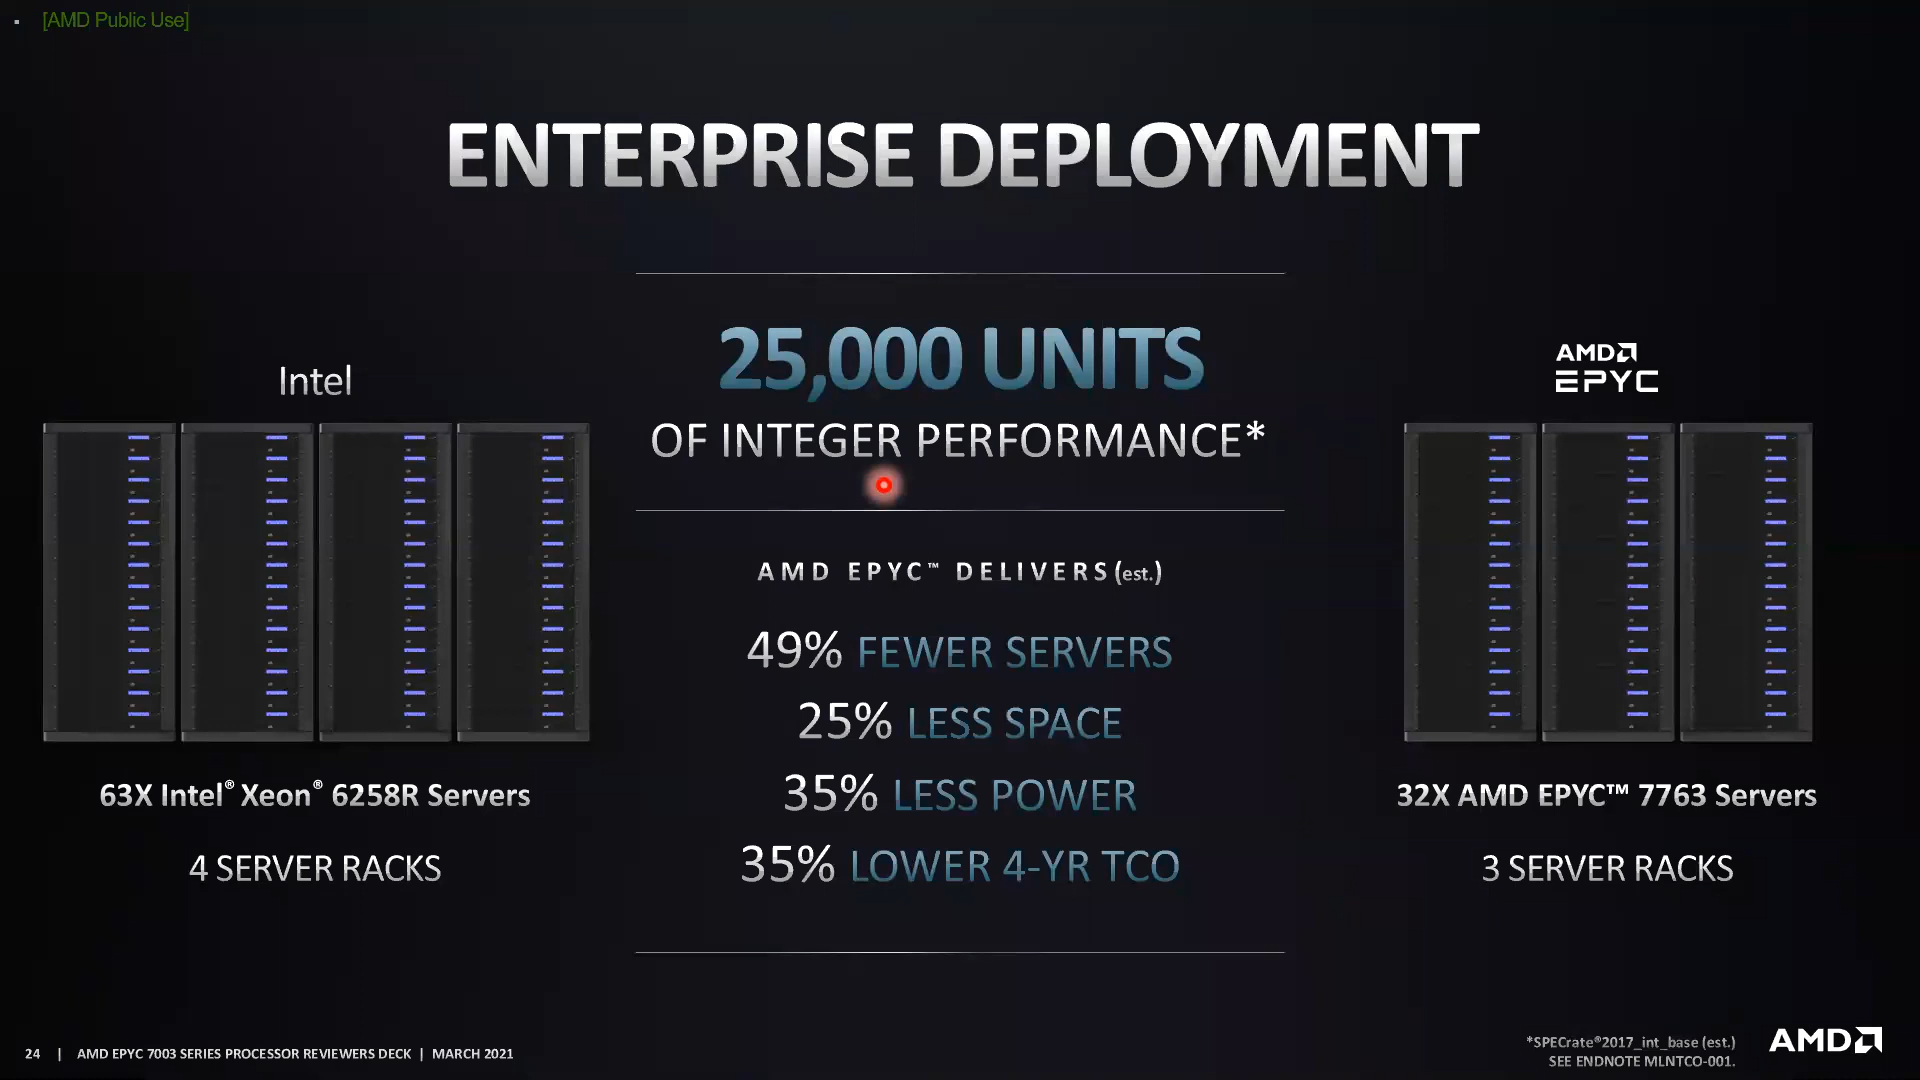 [AMD Public Use]
ENTERPRISE DEPLOYMENT
25,000 UNITS
OF INTEGER PERFORMANCE*
Intel
63X Intel® Xeon® 6258R Servers
4 SERVER RACKS
AMD EPYC™ DELIVERS (est.)
49% FEWER SERVERS
25% LESS SPACE
35% LESS POWER
35% LOWER 4-YR TCO
AMD
EPYC
32X AMD EPYC™ 7763 Servers
3 SERVER RACKS
24 | AMD EPYC 7003 SERIES PROCESSOR REVIEWERS DECK | MARCH 2021
*SPECrate®2017_int_base (est.)
SEE ENDNOTE MLNTCO-001.
AMD